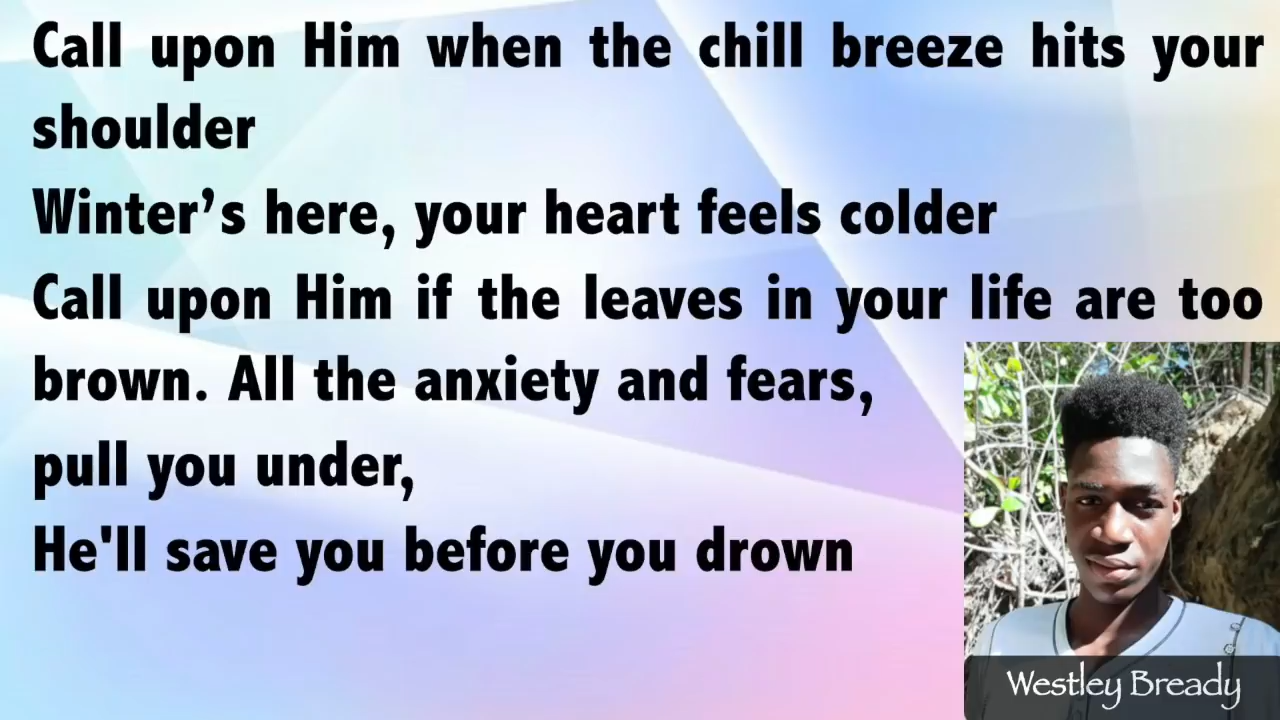 Call upon Him when the chill breeze hits your
shoulder
Winter’s here, your heart feels colder
Call upon Him if the leaves in your life are too
brown. All the anxiety and fears,
pull you under,
He'll save you before you drown
Westley Bready